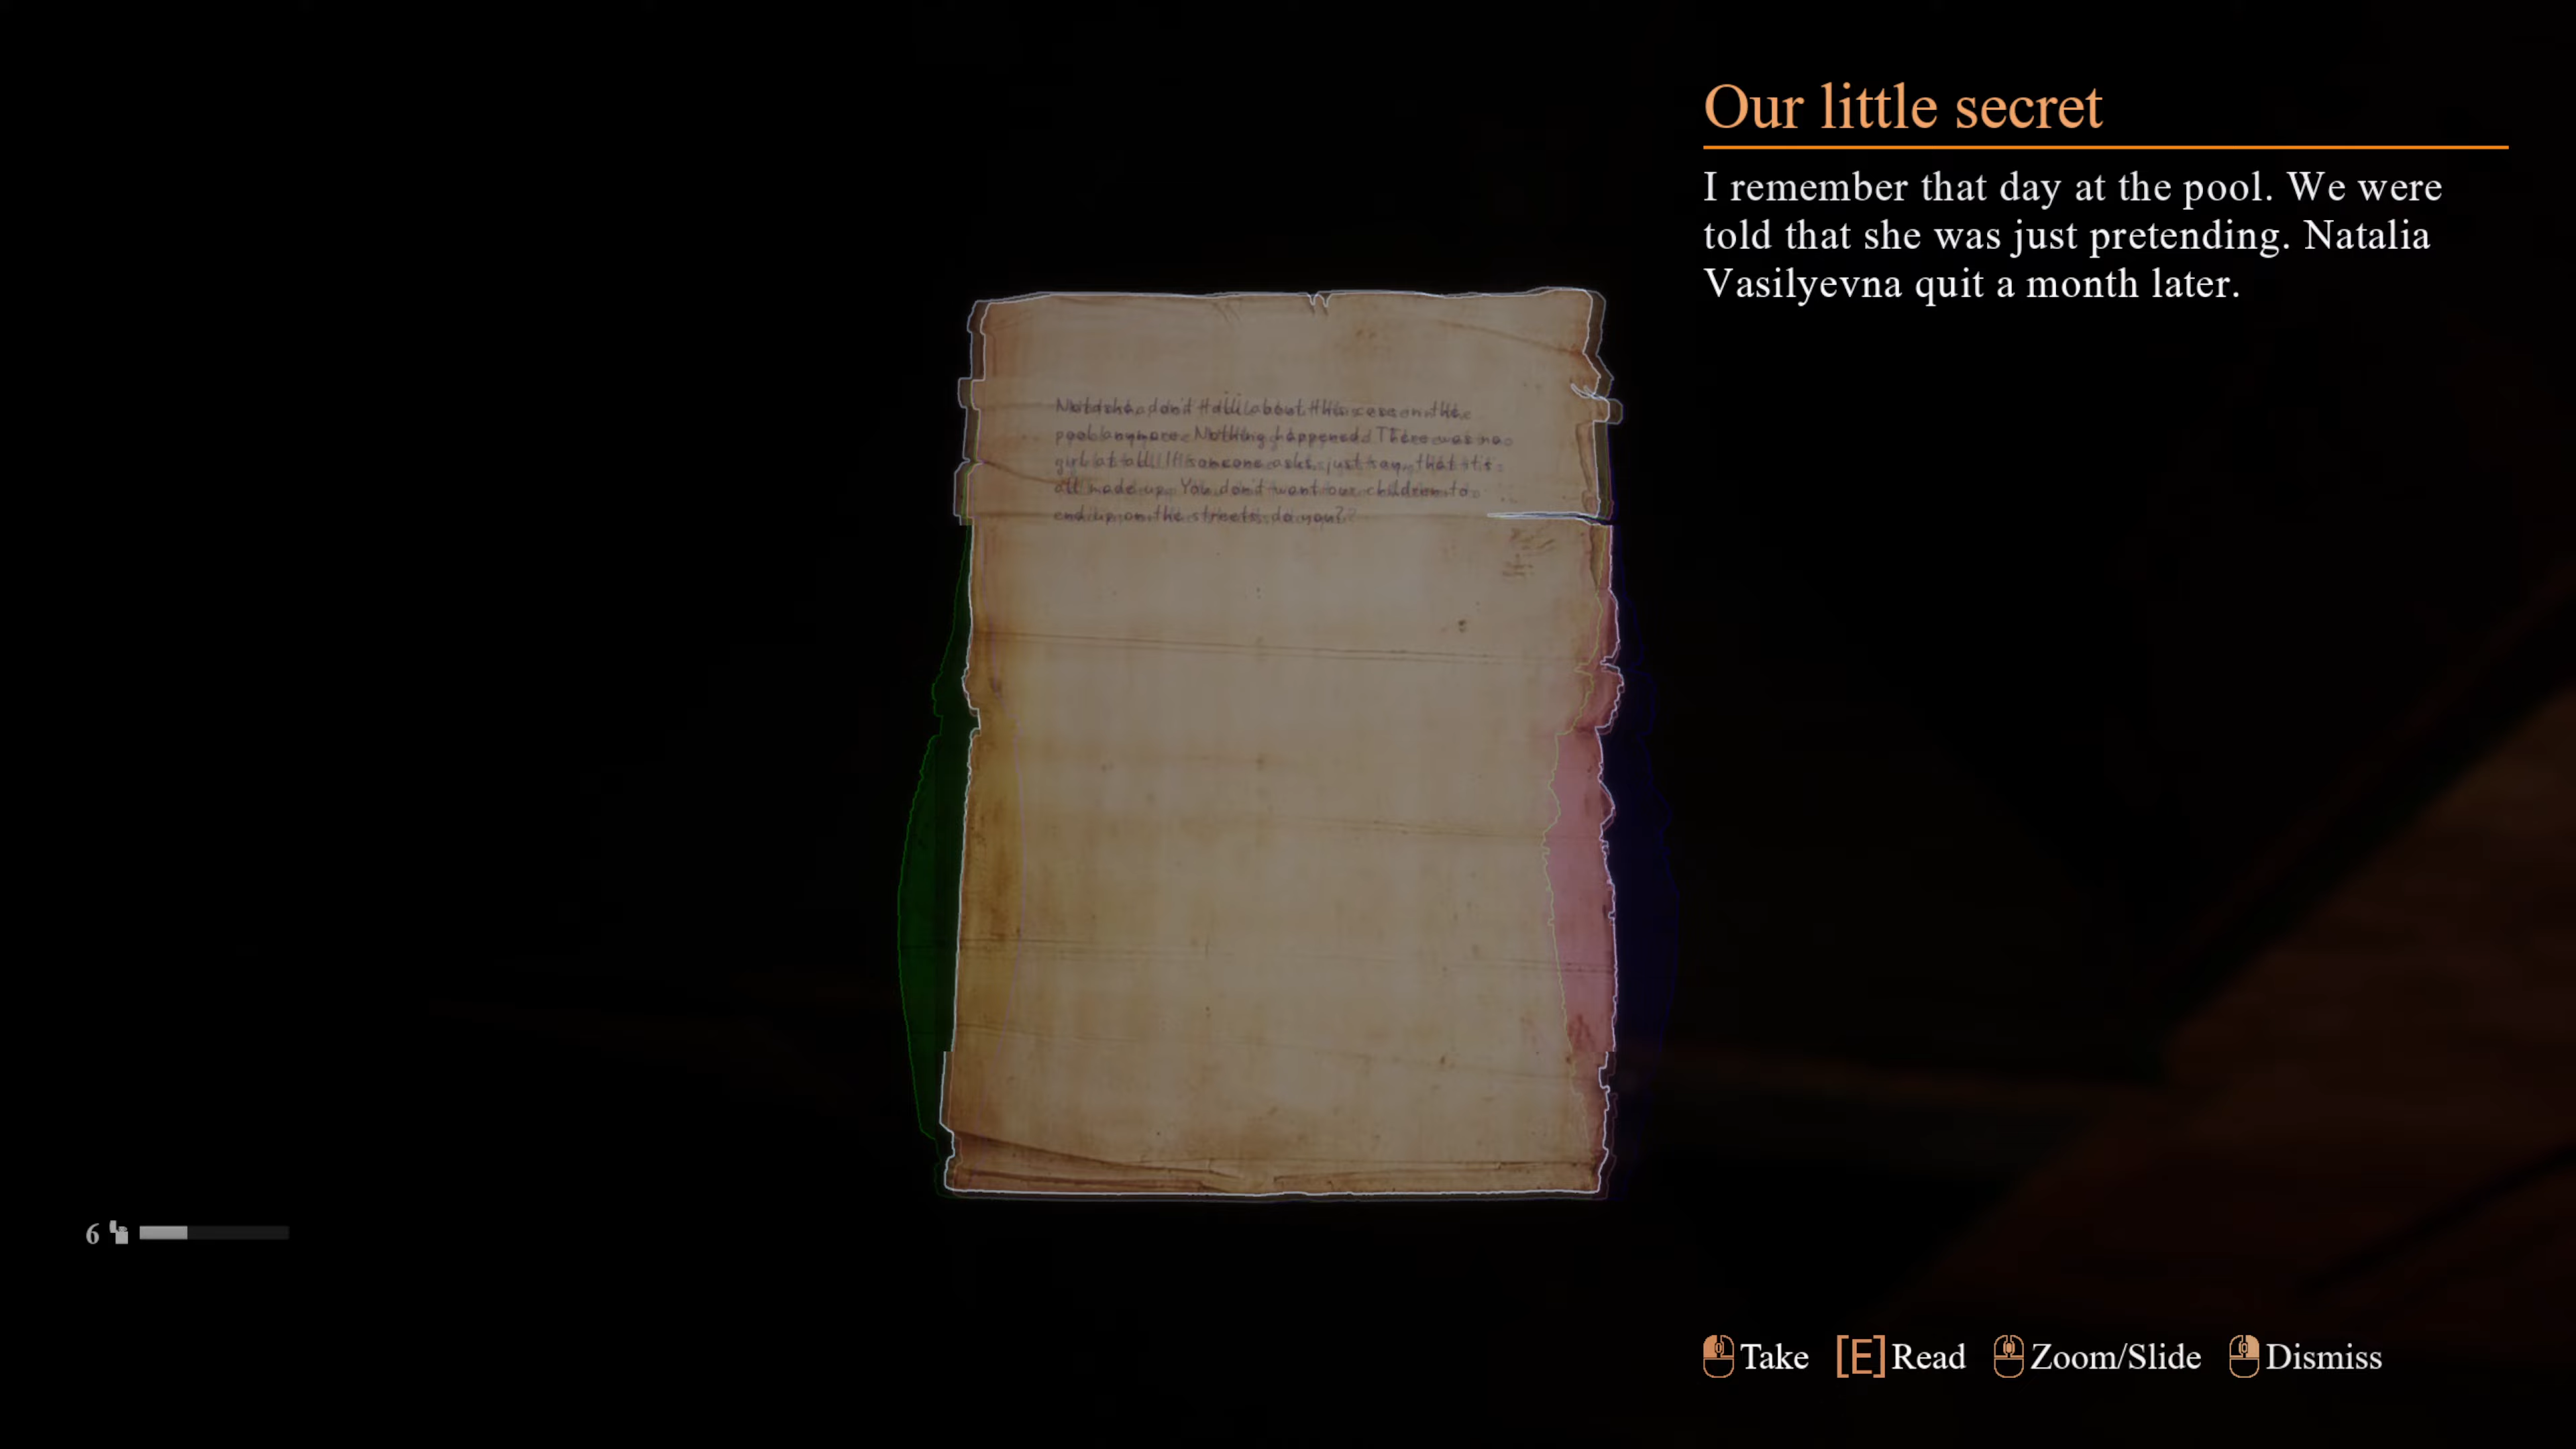 Our little secret
I remember that day at the pool. We were
told that she was just pretending. Natalia
Vasilyevna quit a month later.
Natasha, don't talk about this case on the
pool anymore. Nothing happened. There was no
girl at all. If someone asks, just say, that it's
all made up. You don't want our children to
end up on the streets, do you?
6
Take [E] Read Zoom/Slide Dismiss